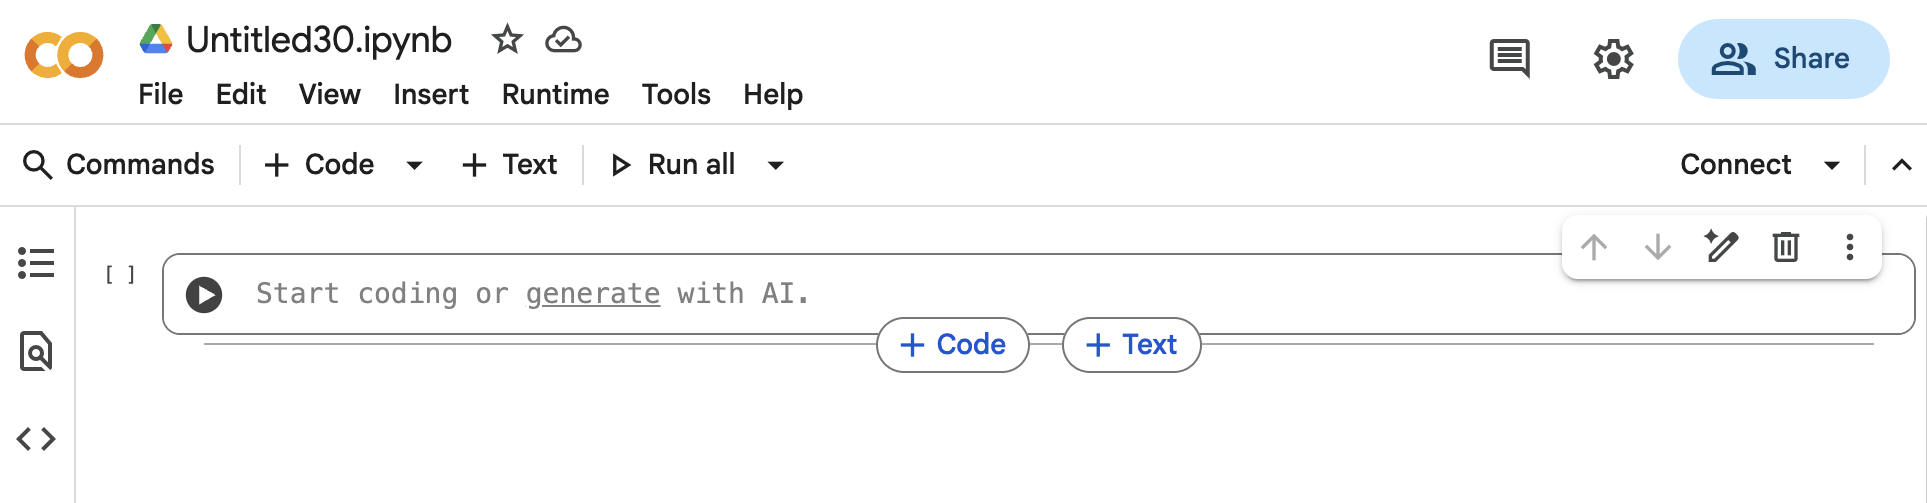 Untitled30.ipynb
File Edit View Insert Runtime Tools Help
Share
Commands + Code + Text Run all Connect
[ ] Start coding or generate with AI.
+ Code + Text